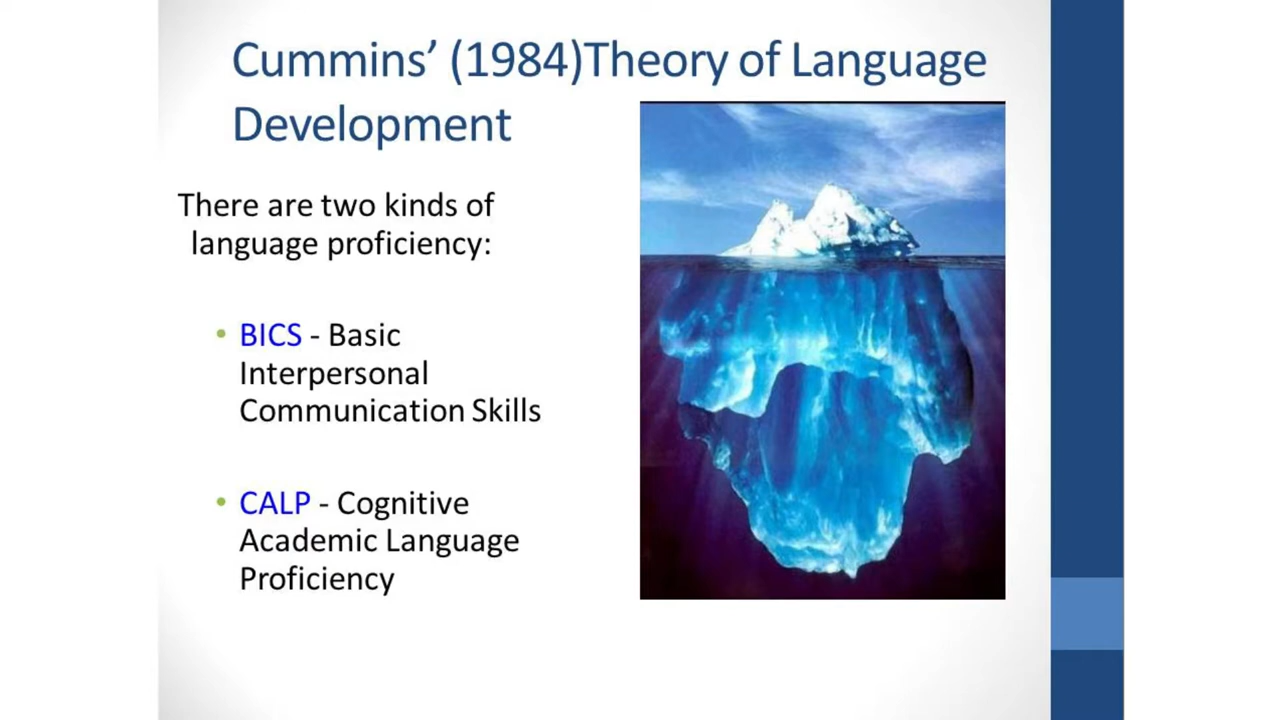 Cummins’ (1984)Theory of Language
Development
There are two kinds of
language proficiency:
• BICS - Basic
Interpersonal
Communication Skills
• CALP - Cognitive
Academic Language
Proficiency